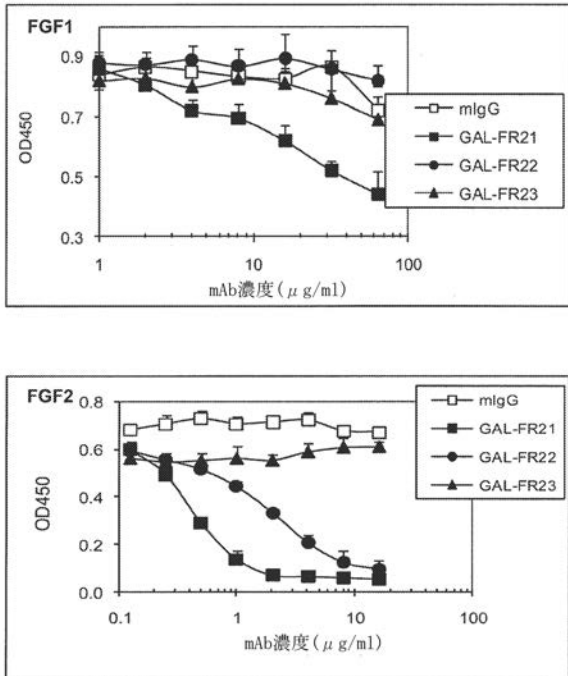 FGF1
0.9
0.7
0.5
0.3
OD450
1
10
100
mAb濃度(μg/ml)
mIgG
GAL-FR21
GAL-FR22
GAL-FR23
FGF2
0.8
0.6
0.4
0.2
0.0
OD450
0.1
1
10
100
mAb濃度(μg/ml)
mIgG
GAL-FR21
GAL-FR22
GAL-FR23